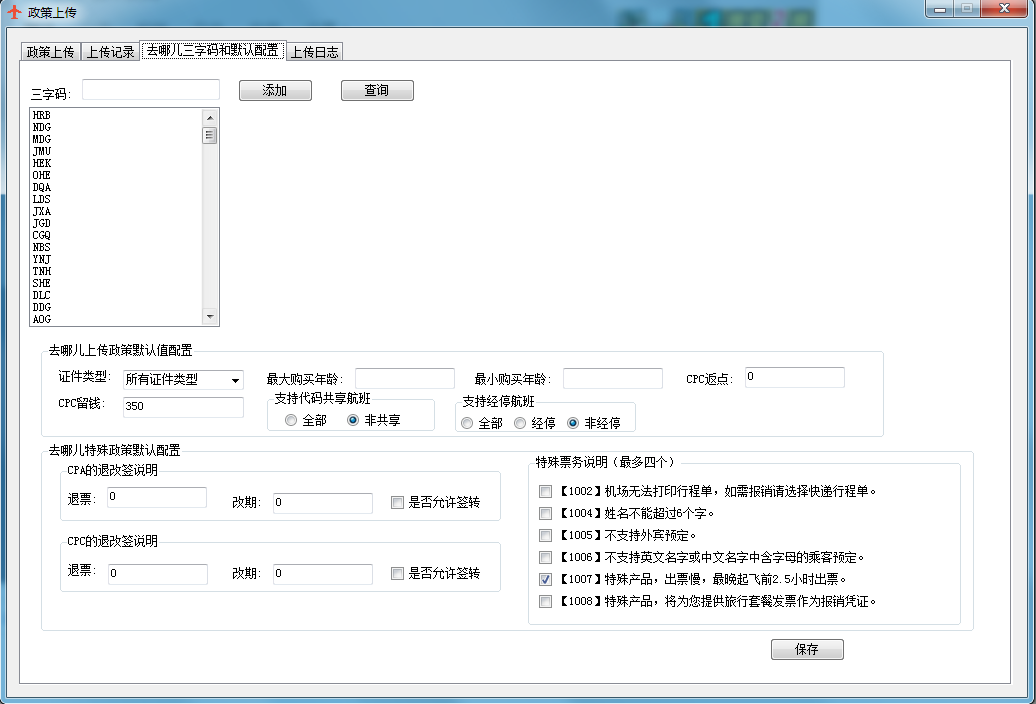 政策上传
政策上传 上传记录 去哪儿三字码和默认配置 上传日志
三字码: 添加 查询
HRB
NDG
MDG
JMU
HEK
OHE
DQA
LDS
JXA
JGD
CGQ
NBS
YNJ
TNH
SHE
DLC
DDG
AOG
去哪儿上传政策默认值配置
证件类型: 所有证件类型 最大购买年龄: 最小购买年龄: CPC返点: 0
CPC留钱: 350 支持代码共享航班 支持经停航班
全部 非共享 全部 经停 非经停
去哪儿特殊政策默认配置
CPA的退改签说明
退票: 0 改期: 0 是否允许签转
CPC的退改签说明
退票: 0 改期: 0 是否允许签转
特殊票务说明（最多四个）
【1002】机场无法打印行程单，如需报销请选择快递行程单。
【1004】姓名不能超过6个字。
【1005】不支持外宾预定。
【1006】不支持英文名字或中文名字中含字母的乘客预定。
【1007】特殊产品，出票慢，最晚起飞前2.5小时出票。
【1008】特殊产品，将为您提供旅行套餐发票作为报销凭证。
保存